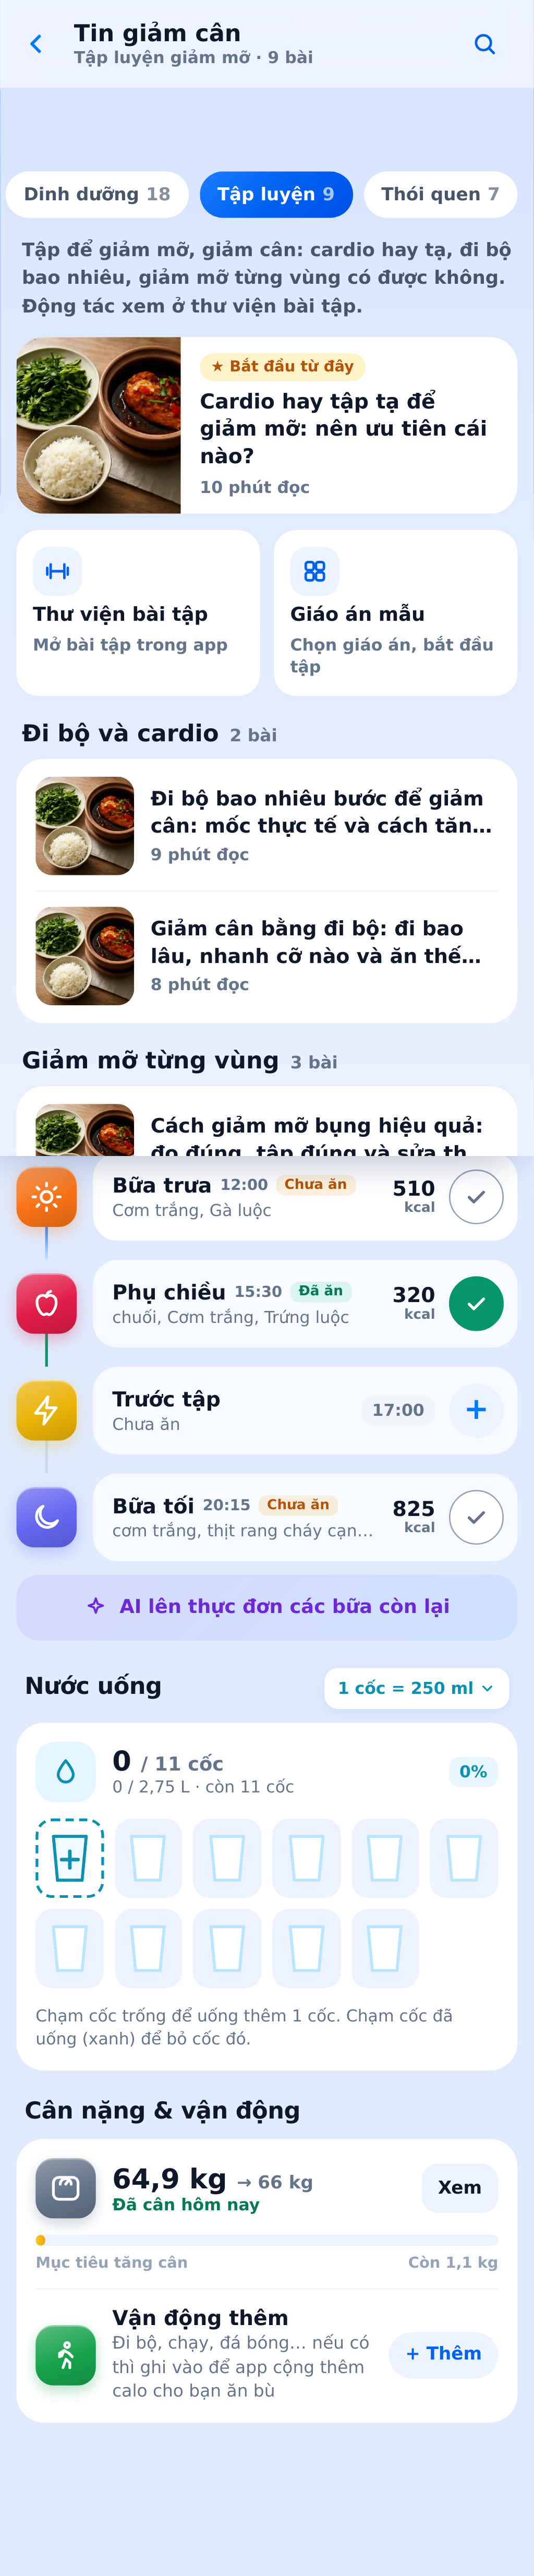 Tin giảm cân
Tập luyện giảm mỡ · 9 bài
Dinh dưỡng 18
Tập luyện 9
Thói quen 7
Tập để giảm mỡ, giảm cân: cardio hay tạ, đi bộ
bao nhiêu, giảm mỡ từng vùng có được không.
Động tác xem ở thư viện bài tập.
★ Bắt đầu từ đây
Cardio hay tập tạ để
giảm mỡ: nên ưu tiên cái
nào?
10 phút đọc
Thư viện bài tập
Mở bài tập trong app
Giáo án mẫu
Chọn giáo án, bắt đầu
tập
Đi bộ và cardio 2 bài
Đi bộ bao nhiêu bước để giảm
cân: mốc thực tế và cách tăn...
9 phút đọc
Giảm cân bằng đi bộ: đi bao
lâu, nhanh cỡ nào và ăn thế...
8 phút đọc
Giảm mỡ từng vùng 3 bài
Cách giảm mỡ bụng hiệu quả:
đo đúng, tập đúng và sửa th
Bữa trưa 12:00 Chưa ăn
Cơm trắng, Gà luộc
510
kcal
Phụ chiều 15:30 Đã ăn
chuối, Cơm trắng, Trứng luộc
320
kcal
Trước tập
Chưa ăn
17:00
Bữa tối 20:15 Chưa ăn
cơm trắng, thịt rang cháy cạn...
825
kcal
AI lên thực đơn các bữa còn lại
Nước uống
1 cốc = 250 ml
0 / 11 cốc
0 / 2,75 L · còn 11 cốc
0%
Chạm cốc trống để uống thêm 1 cốc. Chạm cốc đã
uống (xanh) để bỏ cốc đó.
Cân nặng & vận động
64,9 kg → 66 kg
Đã cân hôm nay
Xem
Mục tiêu tăng cân
Còn 1,1 kg
Vận động thêm
Đi bộ, chạy, đá bóng... nếu có
thì ghi vào để app cộng thêm
calo cho bạn ăn bù
+ Thêm